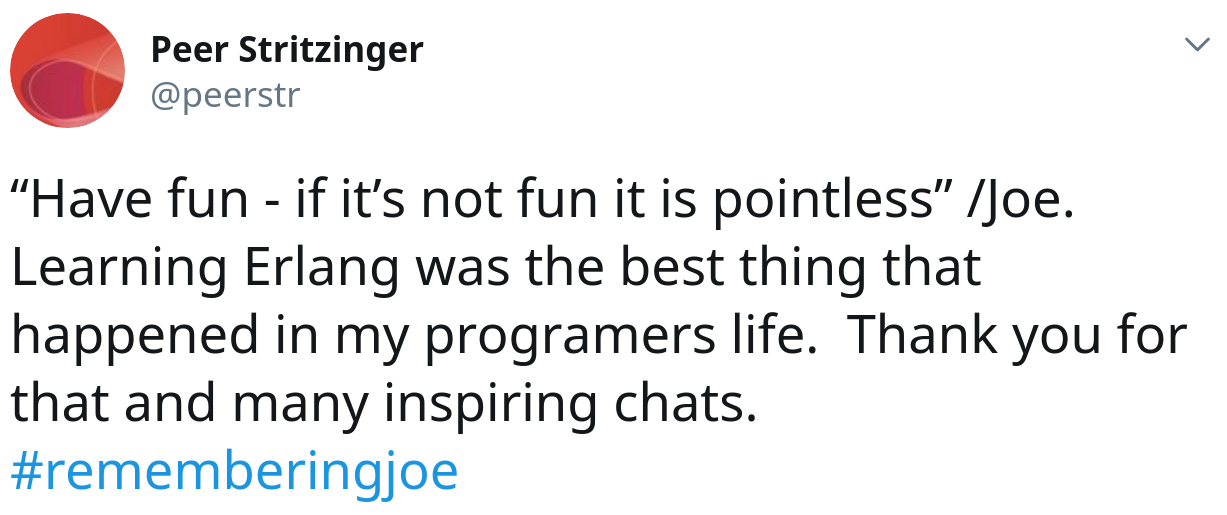 Peer Stritzinger
@peerstr
“Have fun - if it’s not fun it is pointless” /Joe.
Learning Erlang was the best thing that
happened in my programers life.  Thank you for
that and many inspiring chats.
#rememberingjoe